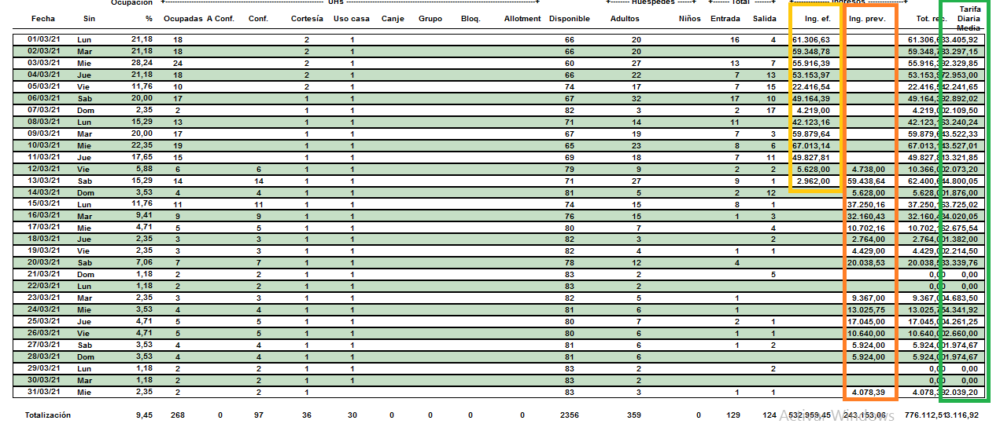 Ocupación +---- UHs ----+ +---- Huéspedes ----+ +---- Total ----+ +---- Ingresos ----+
Fecha Sin % Ocupadas A Conf. Conf. Cortesía Uso casa Canje Grupo Bloq. Allotment Disponible Adultos Niños Entrada Salida Ing. ef. Ing. prev. Tot. rec. Tarifa Diaria Media
01/03/21 Lun 21,18 18 2 1 66 20 16 4 61.306,63 61.306,63 3.405,92
02/03/21 Mar 21,18 18 2 1 66 20 59.348,78 59.348,78 3.297,15
03/03/21 Mie 28,24 24 2 1 60 27 13 7 55.916,39 55.916,39 2.329,85
04/03/21 Jue 21,18 18 2 1 66 22 7 13 53.153,97 53.153,97 2.953,00
05/03/21 Vie 11,76 10 2 1 74 17 7 15 22.416,54 22.416,54 2.241,65
06/03/21 Sab 20,00 17 1 1 67 32 17 10 49.164,39 49.164,39 2.892,02
07/03/21 Dom 2,35 2 1 1 82 3 2 17 4.219,00 4.219,00 2.109,50
08/03/21 Lun 15,29 13 1 1 71 14 11 42.123,16 42.123,16 3.240,24
09/03/21 Mar 20,00 17 1 1 67 19 7 3 59.879,64 59.879,64 3.522,33
10/03/21 Mie 22,35 19 1 1 65 23 8 6 67.013,14 67.013,14 3.527,01
11/03/21 Jue 17,65 15 1 1 69 18 7 11 49.827,81 49.827,81 3.321,85
12/03/21 Vie 5,88 6 6 1 1 79 9 2 2 5.628,00 4.738,00 10.366,00 2.073,20
13/03/21 Sab 15,29 14 14 1 1 71 27 9 1 2.962,00 59.438,64 62.400,64 4.800,05
14/03/21 Dom 3,53 4 4 1 1 81 5 2 12 5.628,00 5.628,00 1.876,00
15/03/21 Lun 11,76 11 11 1 1 74 15 8 1 37.250,16 37.250,16 3.725,02
16/03/21 Mar 9,41 9 9 1 1 76 15 1 3 32.160,43 32.160,43 4.020,05
17/03/21 Mie 4,71 5 5 1 1 80 7 4 10.702,16 10.702,16 2.675,54
18/03/21 Jue 2,35 3 3 1 1 82 3 2 2.764,00 2.764,00 1.382,00
19/03/21 Vie 2,35 3 3 1 1 82 4 1 1 4.429,00 4.429,00 2.214,50
20/03/21 Sab 7,06 7 7 1 1 78 12 4 20.038,53 20.038,53 3.339,76
21/03/21 Dom 1,18 2 2 1 1 83 2 5 0,00 0,00
22/03/21 Lun 1,18 2 2 1 1 83 2 0,00 0,00
23/03/21 Mar 2,35 3 3 1 1 82 5 1 9.367,00 9.367,00 4.683,50
24/03/21 Mie 3,53 4 4 1 1 81 6 1 13.025,75 13.025,75 4.341,92
25/03/21 Jue 4,71 5 5 1 1 80 7 2 1 17.045,00 17.045,00 4.261,25
26/03/21 Vie 4,71 5 5 1 1 80 6 1 1 10.640,00 10.640,00 2.660,00
27/03/21 Sab 3,53 4 4 1 1 81 6 1 2 5.924,00 5.924,00 1.974,67
28/03/21 Dom 3,53 4 4 1 1 81 6 5.924,00 5.924,00 1.974,67
29/03/21 Lun 1,18 2 2 1 1 83 2 2 0,00 0,00
30/03/21 Mar 1,18 2 2 1 1 83 2 0,00 0,00
31/03/21 Mie 2,35 2 2 1 83 3 1 1 4.078,39 4.078,39 2.039,20
Totalización 9,45 268 0 97 36 30 0 0 0 0 2356 359 0 129 124 532.959,45 243.153,06 776.112,51 3.116,92
Activar Windows